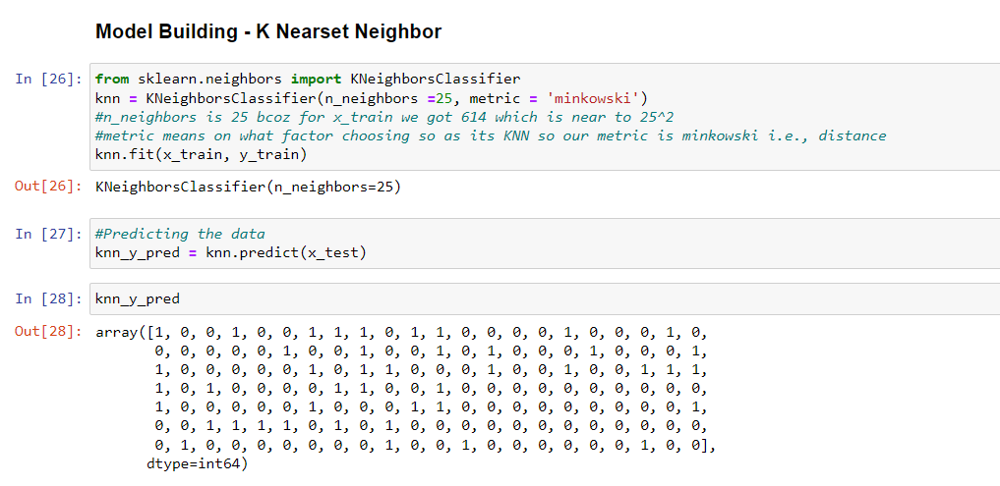 Model Building - K Nearset Neighbor
In [26]: from sklearn.neighbors import KNeighborsClassifier
knn = KNeighborsClassifier(n_neighbors =25, metric = 'minkowski')
#n_neighbors is 25 bcoz for x_train we got 614 which is near to 25^2
#metric means on what factor choosing so as its KNN so our metric is minkowski i.e., distance
knn.fit(x_train, y_train)
Out[26]: KNeighborsClassifier(n_neighbors=25)
In [27]: #Predicting the data
knn_y_pred = knn.predict(x_test)
In [28]: knn_y_pred
Out[28]: array([1, 0, 0, 1, 0, 0, 1, 1, 1, 0, 1, 1, 0, 0, 0, 0, 1, 0, 0, 0, 1, 0,
0, 0, 0, 0, 0, 1, 0, 0, 1, 0, 0, 1, 0, 1, 0, 0, 0, 1, 0, 0, 0, 1,
1, 0, 0, 0, 0, 0, 1, 0, 1, 1, 0, 0, 0, 1, 0, 0, 1, 0, 0, 1, 1, 1,
1, 0, 1, 0, 0, 0, 0, 1, 1, 0, 0, 1, 0, 0, 0, 0, 0, 0, 0, 0, 0, 0,
1, 0, 0, 0, 0, 0, 1, 0, 0, 0, 1, 1, 0, 0, 0, 0, 0, 0, 0, 0, 0, 1,
0, 0, 1, 1, 1, 1, 0, 1, 0, 1, 0, 0, 0, 0, 0, 0, 0, 0, 0, 0, 0, 0,
0, 1, 0, 0, 0, 0, 0, 0, 0, 1, 0, 0, 1, 0, 0, 0, 0, 0, 0, 1, 0, 0],
dtype=int64)